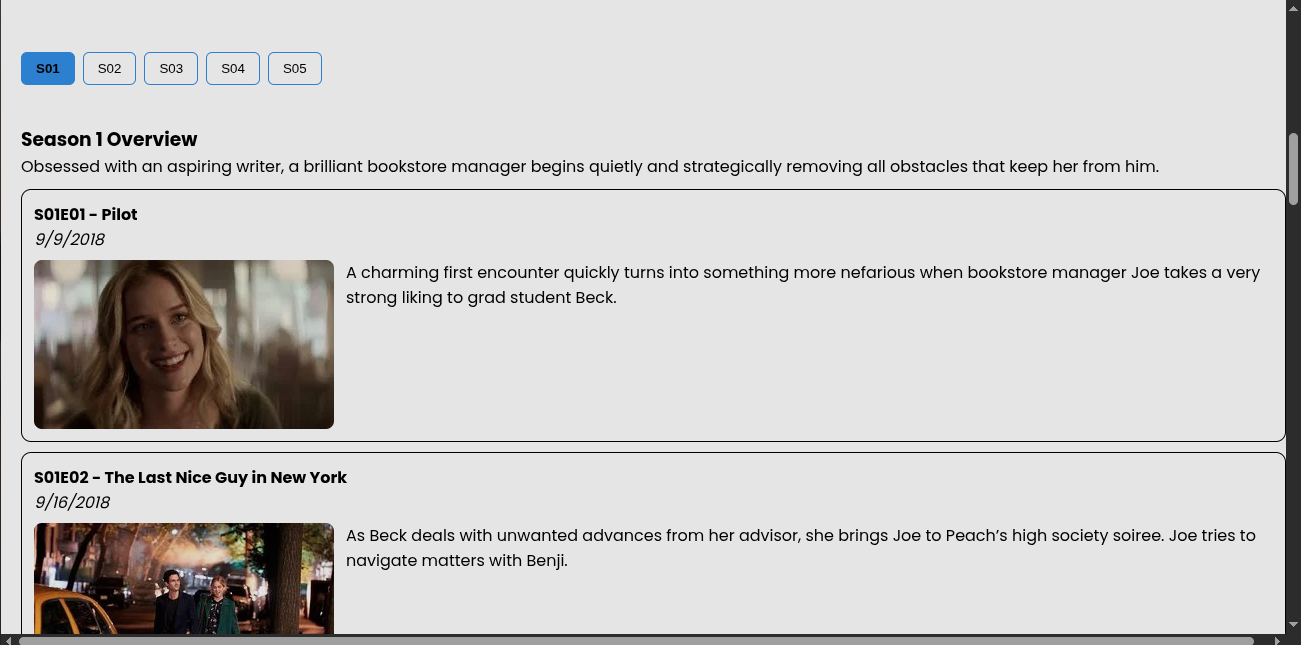 S01 S02 S03 S04 S05
Season 1 Overview
Obsessed with an aspiring writer, a brilliant bookstore manager begins quietly and strategically removing all obstacles that keep her from him.
S01E01 - Pilot
9/9/2018
A charming first encounter quickly turns into something more nefarious when bookstore manager Joe takes a very
strong liking to grad student Beck.
S01E02 - The Last Nice Guy in New York
9/16/2018
As Beck deals with unwanted advances from her advisor, she brings Joe to Peach’s high society soiree. Joe tries to
navigate matters with Benji.